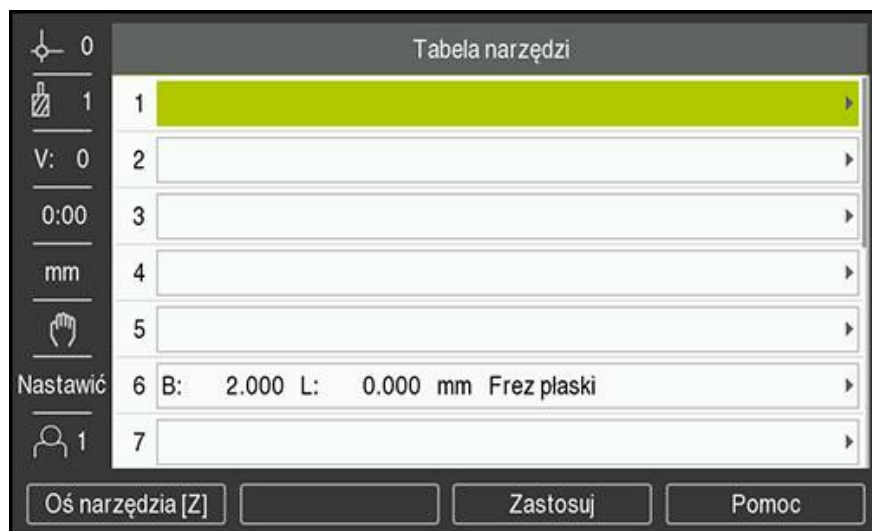 0
Tabela narzędzi
1
1
V: 0
2
0:00
3
mm
4
5
Nastawić
6 B: 2.000 L: 0.000 mm Frez płaski
1
7
Oś narzędzia [Z]
Zastosuj
Pomoc